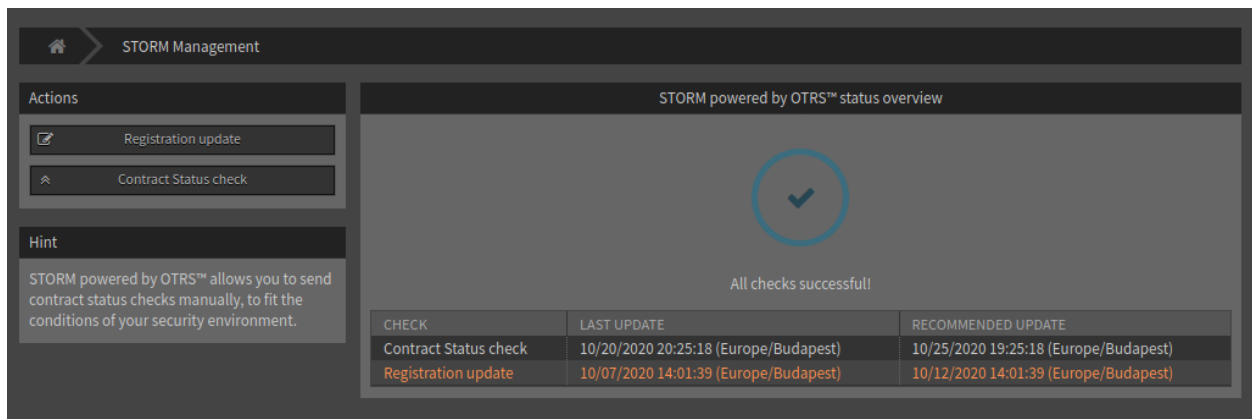 STORM Management
Actions
Registration update
Contract Status check
Hint
STORM powered by OTRS™ allows you to send
contract status checks manually, to fit the
conditions of your security environment.
STORM powered by OTRS™ status overview
All checks successful!
CHECK LAST UPDATE RECOMMENDED UPDATE
Contract Status check 10/20/2020 20:25:18 (Europe/Budapest) 10/25/2020 19:25:18 (Europe/Budapest)
Registration update 10/07/2020 14:01:39 (Europe/Budapest) 10/12/2020 14:01:39 (Europe/Budapest)